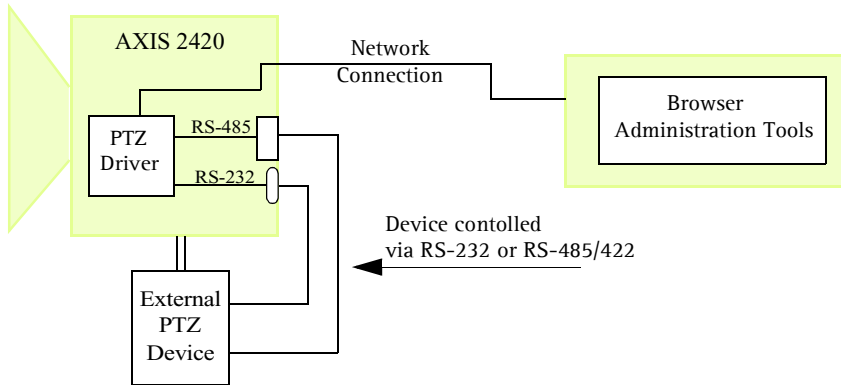 AXIS 2420
Network
Connection
Browser
Administration Tools
PTZ
Driver
RS-485
RS-232
Device contolled
via RS-232 or RS-485/422
External
PTZ
Device